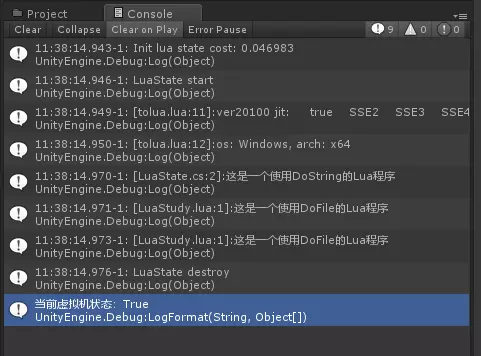 Project Console
Clear Collapse Clear on Play Error Pause 9 0 0
11:38:14.943-1: Init lua state cost: 0.046983
UnityEngine.Debug:Log(Object)
11:38:14.946-1: LuaState start
UnityEngine.Debug:Log(Object)
11:38:14.949-1: [tolua.lua:11]:ver20100 jit: true SSE2 SSE3 SSE4
UnityEngine.Debug:Log(Object)
11:38:14.950-1: [tolua.lua:12]:os: Windows, arch: x64
UnityEngine.Debug:Log(Object)
11:38:14.970-1: [LuaState.cs:2]:这是一个使用DoString的Lua程序
UnityEngine.Debug:Log(Object)
11:38:14.971-1: [LuaStudy.lua:1]:这是一个使用DoFile的Lua程序
UnityEngine.Debug:Log(Object)
11:38:14.973-1: [LuaStudy.lua:1]:这是一个使用DoFile的Lua程序
UnityEngine.Debug:Log(Object)
11:38:14.976-1: LuaState destroy
UnityEngine.Debug:Log(Object)
当前虚拟机状态: True
UnityEngine.Debug:LogFormat(String, Object[])